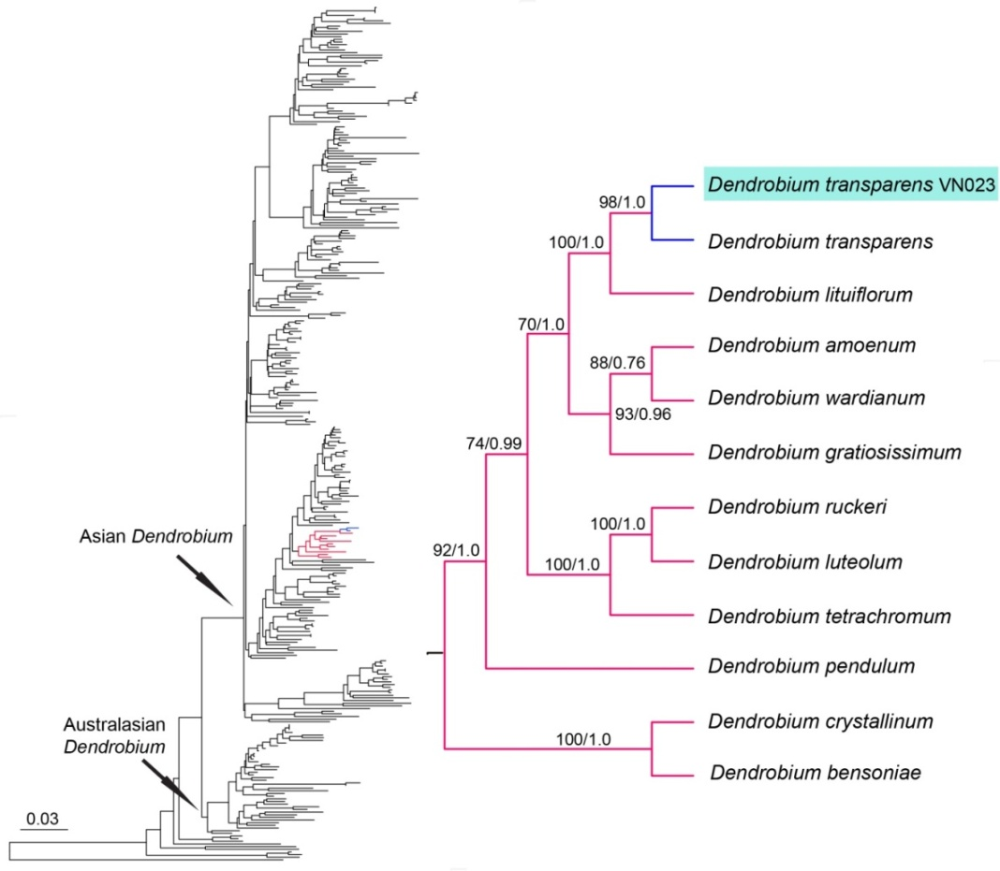 Asian Dendrobium
Australasian
Dendrobium
0.03
98/1.0
100/1.0
70/1.0
88/0.76
93/0.96
74/0.99
100/1.0
92/1.0
100/1.0
100/1.0
Dendrobium transparens VN023
Dendrobium transparens
Dendrobium lituiflorum
Dendrobium amoenum
Dendrobium wardianum
Dendrobium gratiosissimum
Dendrobium ruckeri
Dendrobium luteolum
Dendrobium tetrachromum
Dendrobium pendulum
Dendrobium crystallinum
Dendrobium bensoniae